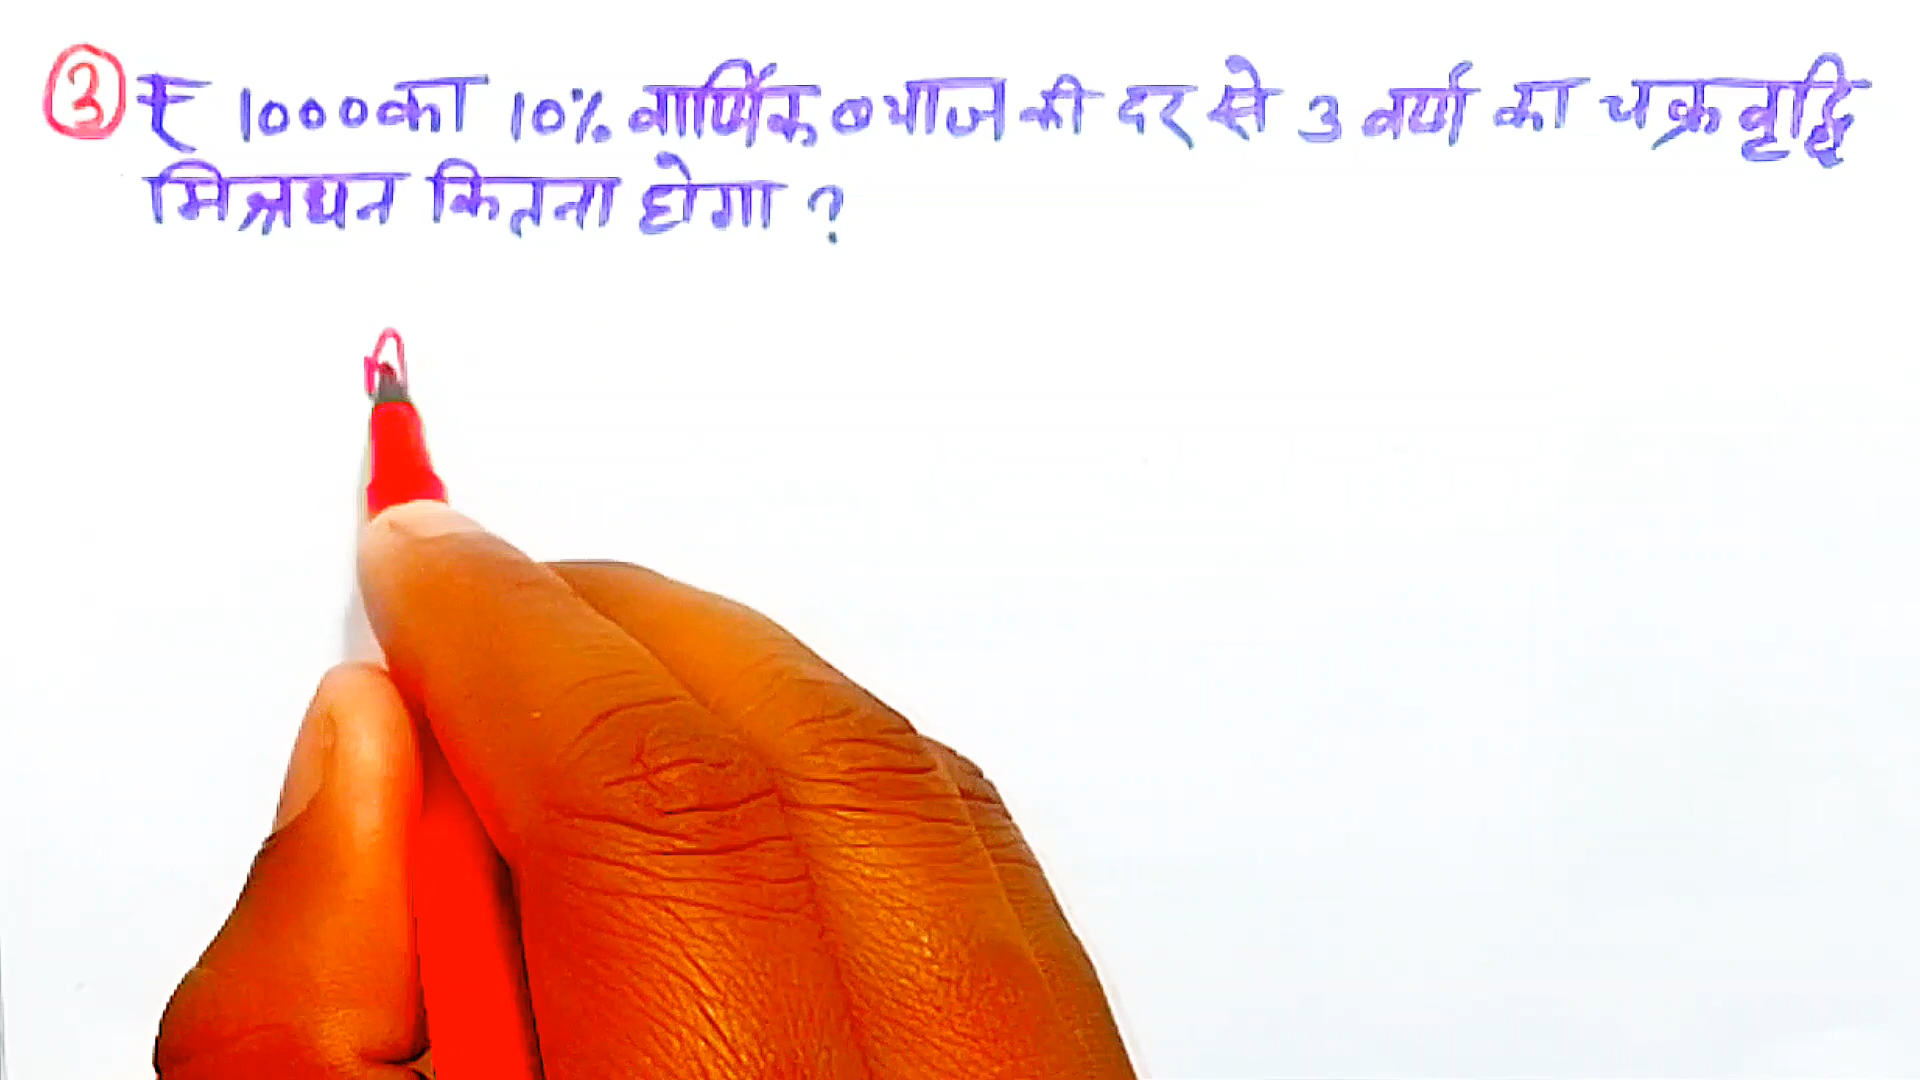 ③ ₹ 1000 का 10% वार्षिक ब्याज की दर से 3 वर्ष का चक्रवृद्धि
मिश्रधन कितना होगा ?